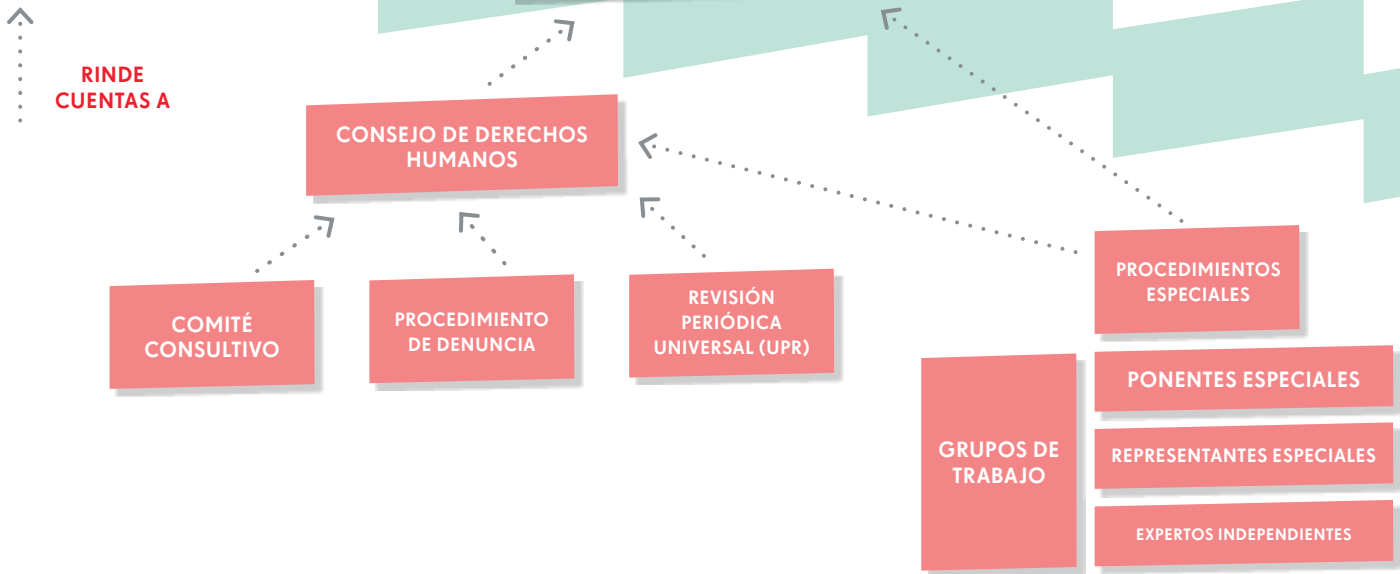 RINDE
CUENTAS A
CONSEJO DE DERECHOS
HUMANOS
COMITÉ
CONSULTIVO
PROCEDIMIENTO
DE DENUNCIA
REVISIÓN
PERIÓDICA
UNIVERSAL (UPR)
PROCEDIMIENTOS
ESPECIALES
GRUPOS DE
TRABAJO
PONENTES ESPECIALES
REPRESENTANTES ESPECIALES
EXPERTOS INDEPENDIENTES